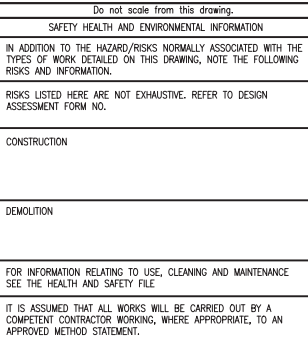 Do not scale from this drawing.
SAFETY HEALTH AND ENVIRONMENTAL INFORMATION
IN ADDITION TO THE HAZARD/RISKS NORMALLY ASSOCIATED WITH THE
TYPES OF WORK DETAILED ON THIS DRAWING, NOTE THE FOLLOWING
RISKS AND INFORMATION.
RISKS LISTED HERE ARE NOT EXHAUSTIVE. REFER TO DESIGN
ASSESSMENT FORM NO.
CONSTRUCTION
DEMOLITION
FOR INFORMATION RELATING TO USE, CLEANING AND MAINTENANCE
SEE THE HEALTH AND SAFETY FILE
IT IS ASSUMED THAT ALL WORKS WILL BE CARRIED OUT BY A
COMPETENT CONTRACTOR WORKING, WHERE APPROPRIATE, TO AN
APPROVED METHOD STATEMENT.